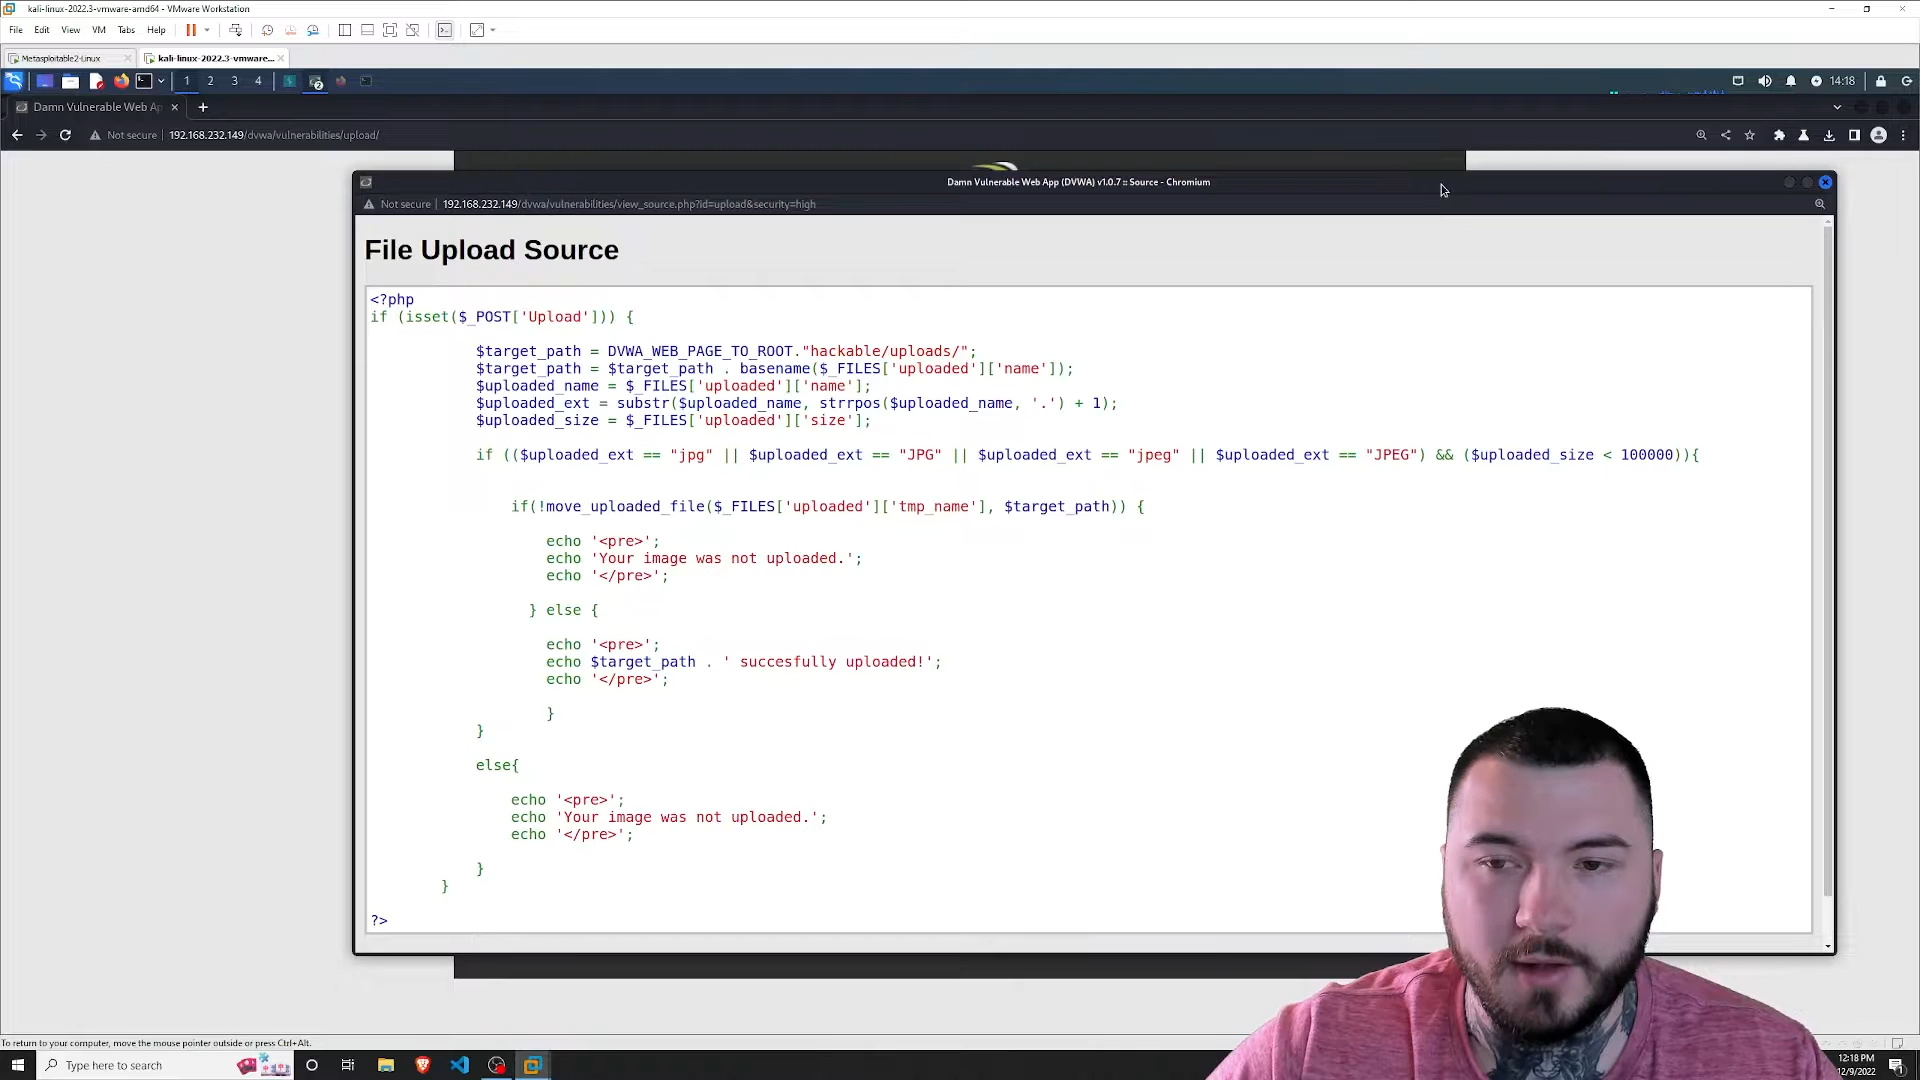 kali-linux-2022.3-vmware-amd64 - VMware Workstation
File Edit View VM Tabs Help
Metasploitable2-Linux kali-linux-2022.3-vmware...
1 2 3 4 14:18
Damn Vulnerable Web Ap
Not secure 192.168.232.149/dvwa/vulnerabilities/upload/
Damn Vulnerable Web App (DVWA) v1.0.7 :: Source - Chromium
Not secure 192.168.232.149/dvwa/vulnerabilities/view_source.php?id=upload&security=high
File Upload Source
<?php
if (isset($_POST['Upload'])) {
$target_path = DVWA_WEB_PAGE_TO_ROOT."hackable/uploads/";
$target_path = $target_path . basename($_FILES['uploaded']['name']);
$uploaded_name = $_FILES['uploaded']['name'];
$uploaded_ext = substr($uploaded_name, strrpos($uploaded_name, '.') + 1);
$uploaded_size = $_FILES['uploaded']['size'];
if (($uploaded_ext == "jpg" || $uploaded_ext == "JPG" || $uploaded_ext == "jpeg" || $uploaded_ext == "JPEG") && ($uploaded_size < 100000)){
if(!move_uploaded_file($_FILES['uploaded']['tmp_name'], $target_path)) {
echo '<pre>';
echo 'Your image was not uploaded.';
echo '</pre>';
} else {
echo '<pre>';
echo $target_path . ' succesfully uploaded!';
echo '</pre>';
}
}
else{
echo '<pre>';
echo 'Your image was not uploaded.';
echo '</pre>';
}
}
?>
To return to your computer, move the mouse pointer outside or press Ctrl+Alt.
Type here to search
12:18 PM
12/9/2022